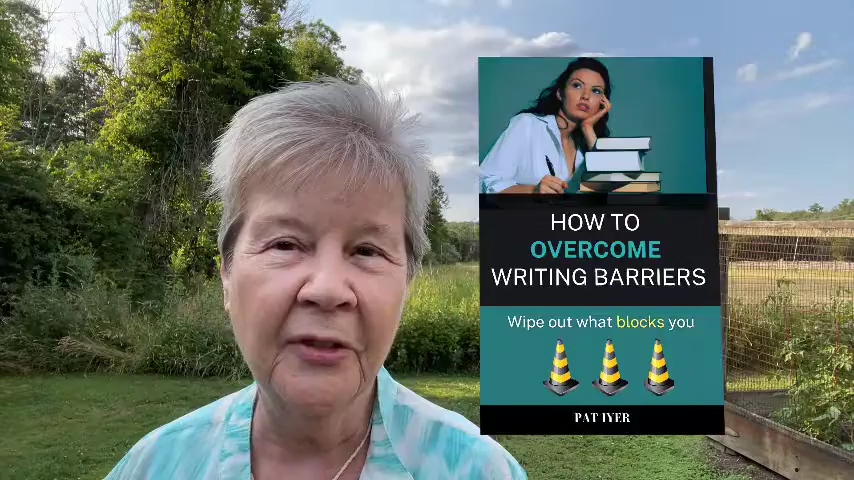 HOW TO
OVERCOME
WRITING BARRIERS
Wipe out what blocks you
PAT IYER